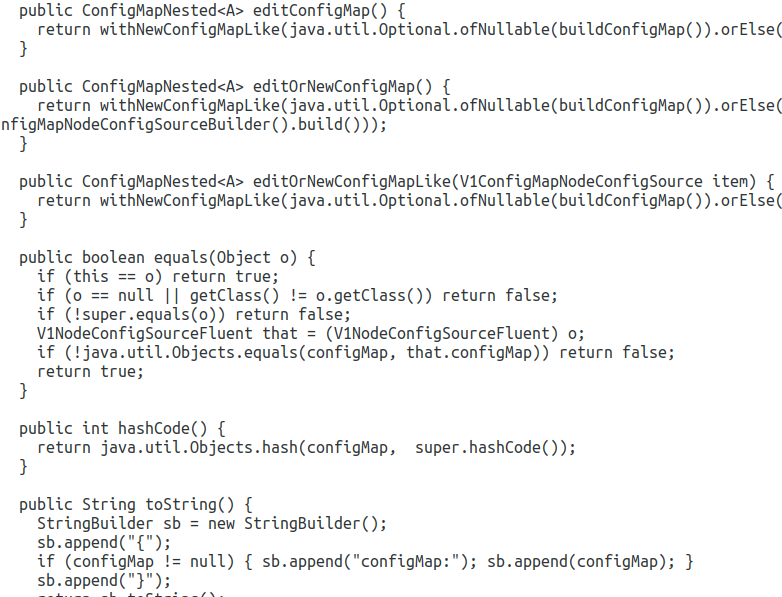 public ConfigMapNested<A> editConfigMap() {
return withNewConfigMapLike(java.util.Optional.ofNullable(buildConfigMap()).orElse(
}
public ConfigMapNested<A> editOrNewConfigMap() {
return withNewConfigMapLike(java.util.Optional.ofNullable(buildConfigMap()).orElse(
nfigMapNodeConfigSourceBuilder().build()));
}
public ConfigMapNested<A> editOrNewConfigMapLike(V1ConfigMapNodeConfigSource item) {
return withNewConfigMapLike(java.util.Optional.ofNullable(buildConfigMap()).orElse(
}
public boolean equals(Object o) {
if (this == o) return true;
if (o == null || getClass() != o.getClass()) return false;
if (!super.equals(o)) return false;
V1NodeConfigSourceFluent that = (V1NodeConfigSourceFluent) o;
if (!java.util.Objects.equals(configMap, that.configMap)) return false;
return true;
}
public int hashCode() {
return java.util.Objects.hash(configMap,  super.hashCode());
}
public String toString() {
StringBuilder sb = new StringBuilder();
sb.append("{");
if (configMap != null) { sb.append("configMap:"); sb.append(configMap); }
sb.append("}");
return sb.toString();